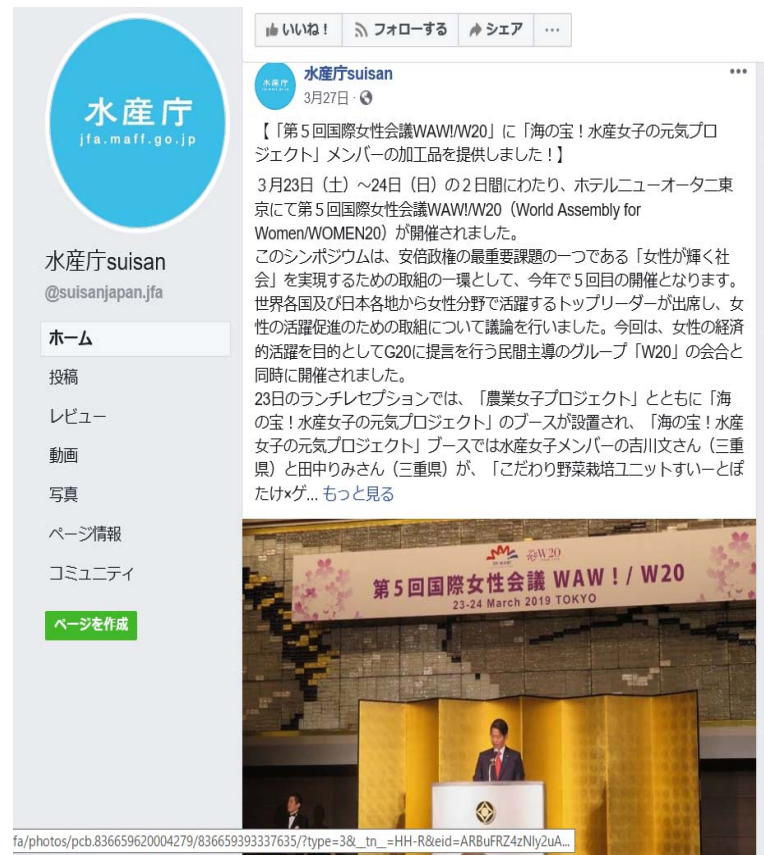 いいね!
フォローする
シェア
...
水産庁
jfa.maff.go.jp
水産庁suisan
@suisanjapan.jfa
ホーム
投稿
レビュー
動画
写真
ページ情報
コミュニティ
ページを作成
水産庁
水産庁suisan
3月27日
【「第5回国際女性会議WAW!/W20」に「海の宝!水産女子の元気プロ
ジェクト」メンバーの加工品を提供しました!】
3月23日(土)~24日(日)の2日間にわたり、ホテルニューオータニ東
京にて第5回国際女性会議WAW!/W20(World Assembly for
Women/WOMEN20)が開催されました。
このシンポジウムは、安倍政権の最重要課題の一つである「女性が輝く社
会」を実現するための取組の一環として、今年で5回目の開催となります。
世界各国及び日本各地から女性分野で活躍するトップリーダーが出席し、女
性の活躍促進のための取組について議論を行いました。今回は、女性の経済
的活躍を目的としてG20に提言を行う民間主導のグループ「W20」の会合と
同時に開催されました。
23日のランチレセプションでは、「農業女子プロジェクト」とともに「海
の宝!水産女子の元気プロジェクト」のブースが設置され、「海の宝!水産
女子の元気プロジェクト」ブースでは水産女子メンバーの吉川文さん(三重
県)と田中りみさん(三重県)が、「こだわり野菜栽培ユニットすいーとぽ
たけ×ゲ... もっと見る
W20
第5回国際女性会議 WAW!/ W20
23-24 March 2019 TOKYO
fa/photos/pcb.836659620004279/836659393337635/?type=3&__tn__=HH-R&eid=ARBuFRZ4zNly2uA...